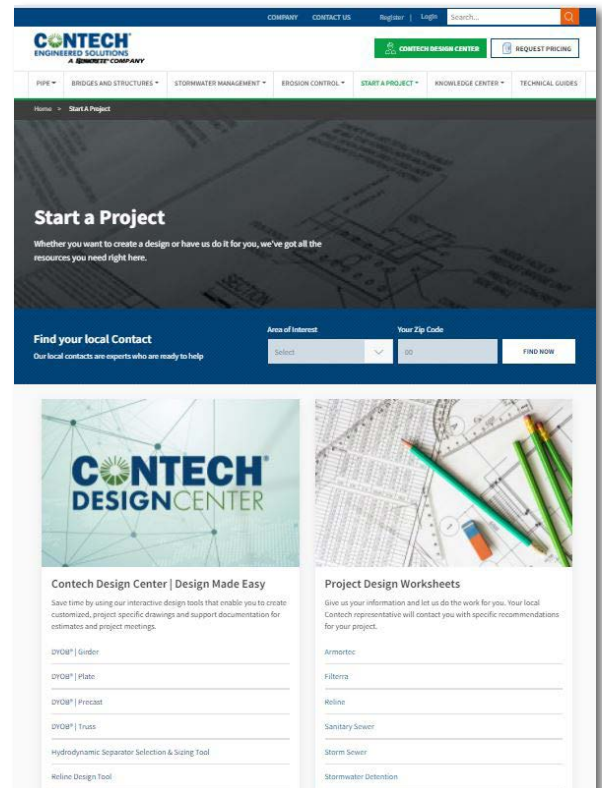 COMPANY CONTACT US Register | Login Search...
CONTECH®
ENGINEERED SOLUTIONS
A QUIKRETE® COMPANY
CONTECH DESIGN CENTER REQUEST PRICING
PIPE BRIDGES AND STRUCTURES STORMWATER MANAGEMENT EROSION CONTROL START A PROJECT KNOWLEDGE CENTER TECHNICAL GUIDES
Home > Start A Project
Start a Project
Whether you want to create a design or have us do it for you, we've got all the
resources you need right here.
SECTION
Find your local Contact
Our local contacts are experts who are ready to help
Area of Interest
Select
Your Zip Code
00
FIND NOW
CONTECH®
DESIGNCENTER
Contech Design Center | Design Made Easy
Save time by using our interactive design tools that enable you to create
customized, project specific drawings and support documentation for
estimates and project meetings.
DYOB® | Girder
DYOB® | Plate
DYOB® | Precast
DYOB® | Truss
Hydrodynamic Separator Selection & Sizing Tool
Reline Design Tool
Project Design Worksheets
Give us your information and let us do the work for you. Your local
Contech representative will contact you with specific recommendations
for your project.
Armortec
Filterra
Reline
Sanitary Sewer
Storm Sewer
Stormwater Detention